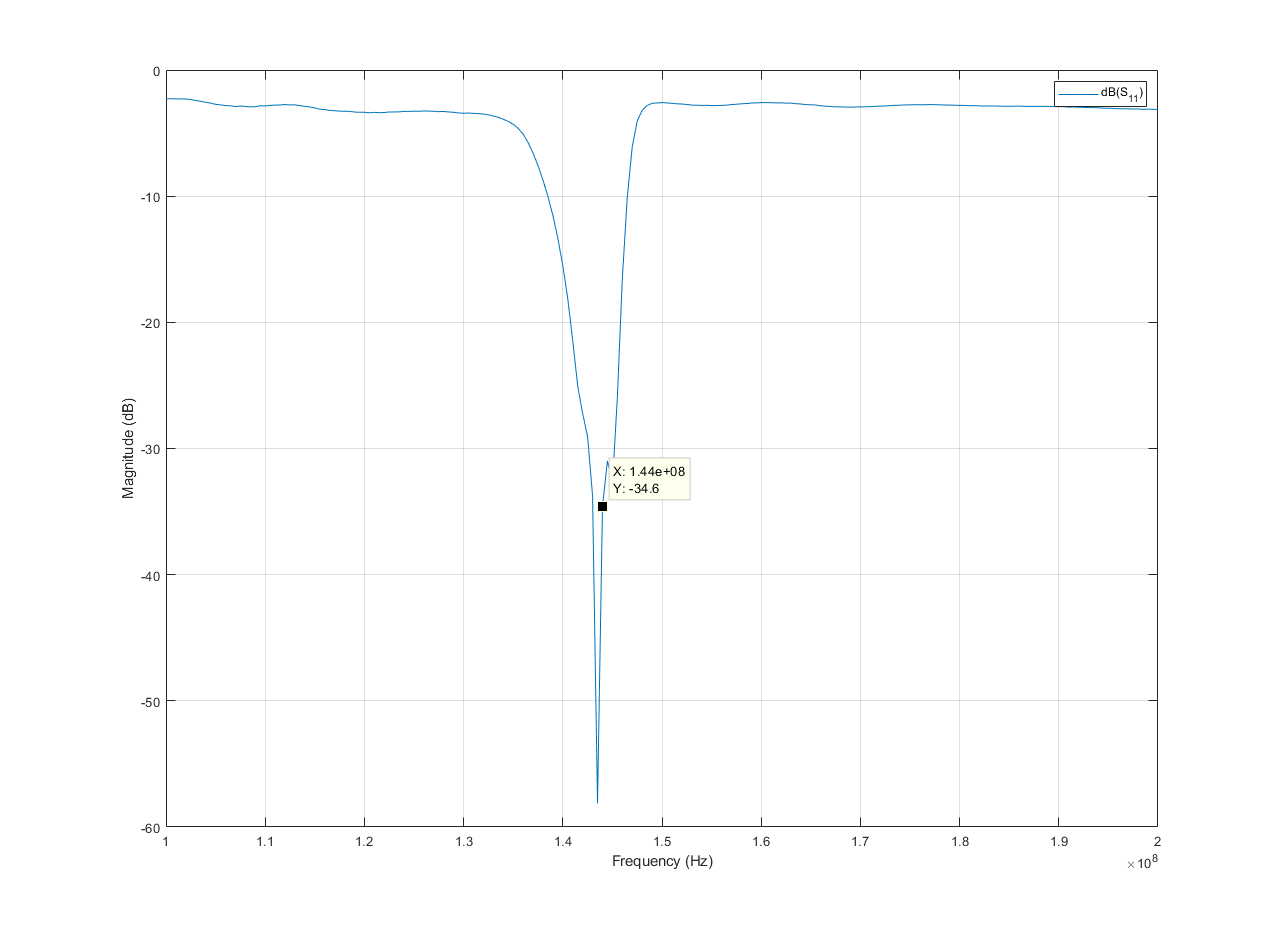 0
-10
-20
-30
-40
-50
-60
Magnitude (dB)
dB(S11)
X: 1.44e+08
Y: -34.6
1 1.1 1.2 1.3 1.4 1.5 1.6 1.7 1.8 1.9 2
Frequency (Hz)
×10^8